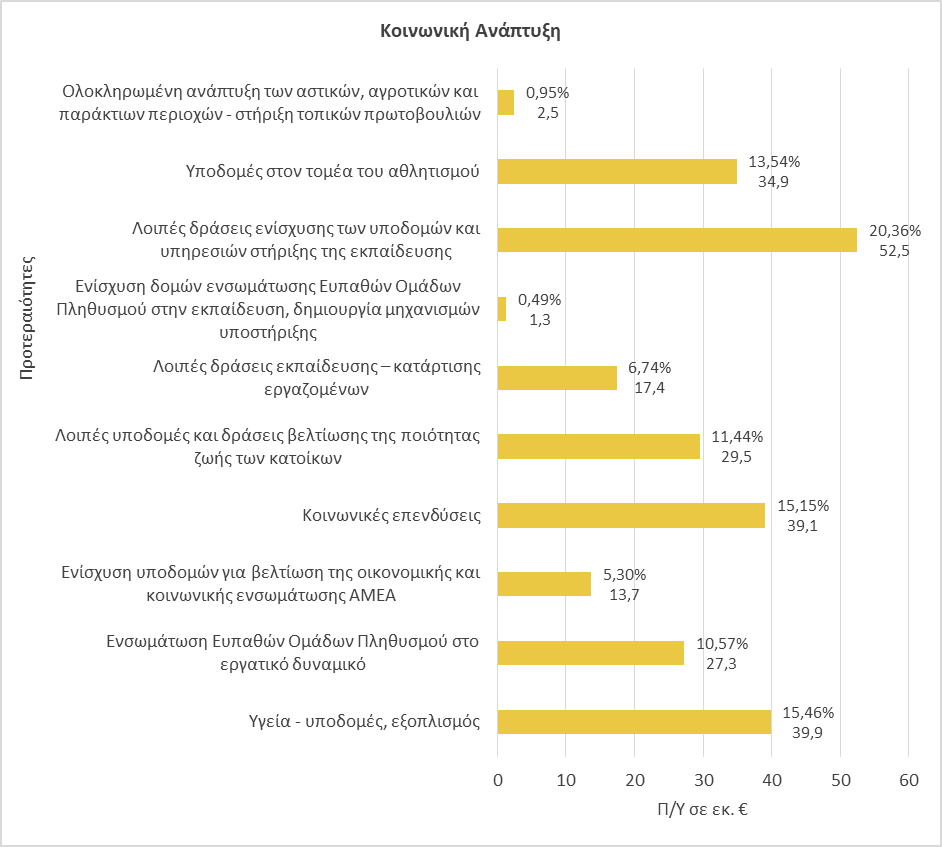 Κοινωνική Ανάπτυξη
Προτεραιότητες
Ολοκληρωμένη ανάπτυξη των αστικών, αγροτικών και
παράκτιων περιοχών - στήριξη τοπικών πρωτοβουλιών
0,95%
2,5
Υποδομές στον τομέα του αθλητισμού
13,54%
34,9
Λοιπές δράσεις ενίσχυσης των υποδομών και
υπηρεσιών στήριξης της εκπαίδευσης
20,36%
52,5
Ενίσχυση δομών ενσωμάτωσης Ευπαθών Ομάδων
Πληθυσμού στην εκπαίδευση, δημιουργία μηχανισμών
υποστήριξης
0,49%
1,3
Λοιπές δράσεις εκπαίδευσης – κατάρτισης
εργαζομένων
6,74%
17,4
Λοιπές υποδομές και δράσεις βελτίωσης της ποιότητας
ζωής των κατοίκων
11,44%
29,5
Κοινωνικές επενδύσεις
15,15%
39,1
Ενίσχυση υποδομών για βελτίωση της οικονομικής και
κοινωνικής ενσωμάτωσης ΑΜΕΑ
5,30%
13,7
Ενσωμάτωση Ευπαθών Ομάδων Πληθυσμού στο
εργατικό δυναμικό
10,57%
27,3
Υγεία - υποδομές, εξοπλισμός
15,46%
39,9
0 10 20 30 40 50 60
Π/Υ σε εκ. €